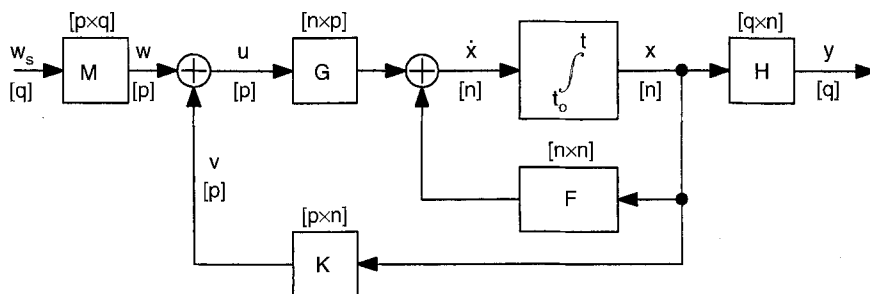 [p×q]
[n×p]
[q×n]
w_s
M
w
u
G
ẋ
∫
t
t_o
x
H
y
[q]
[p]
[p]
[n]
[n]
[q]
[n×n]
v
[p]
F
[p×n]
K